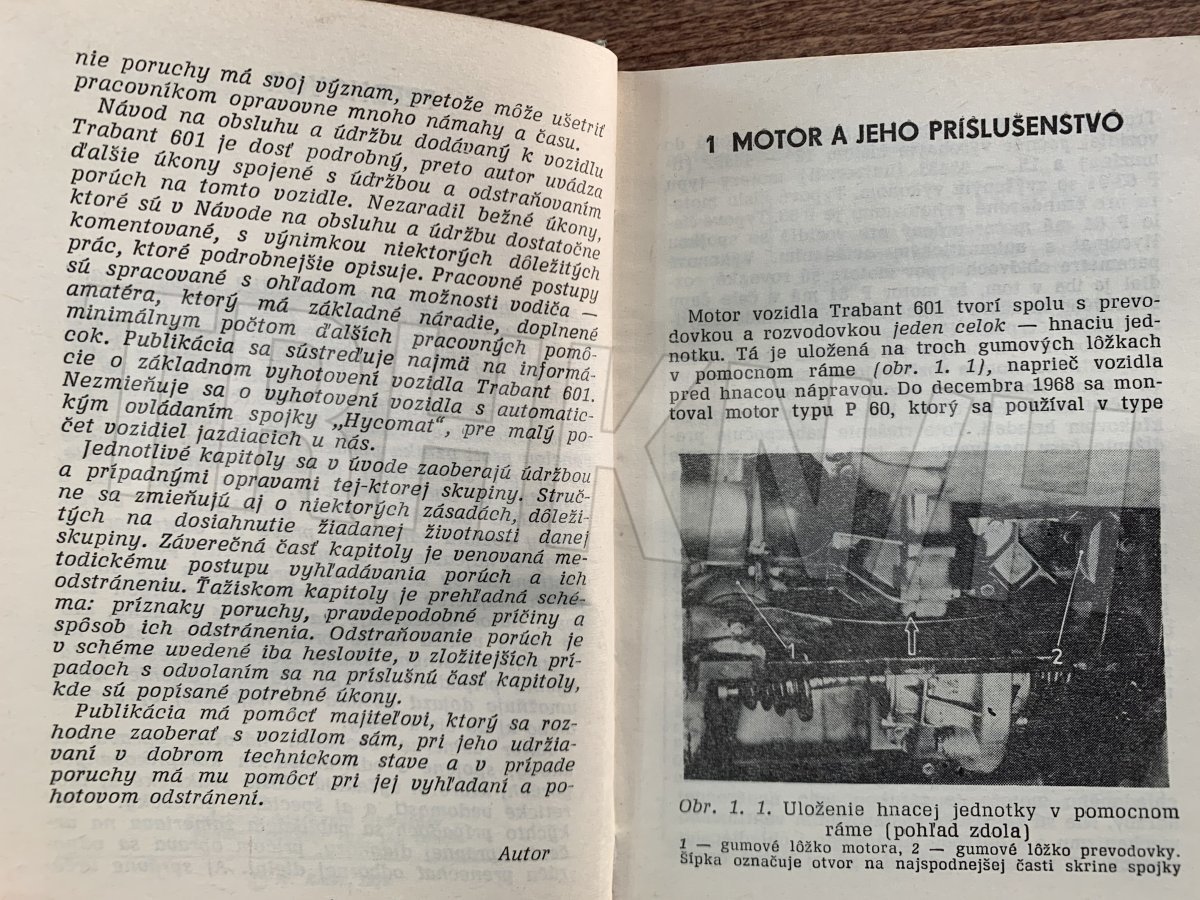 nie poruchy má svoj význam, pretože môže ušetriť
pracovníkom opravovne mnoho námahy a času.
Návod na obsluhu a údržbu dodávaný k vozidlu
Trabant 601 je dosť podrobný, preto autor uvádza
ďalšie úkony spojené s údržbou a odstraňovaním
porúch na tomto vozidle. Nezaradil bežné úkony,
ktoré sú v Návode na obsluhu a údržbu dostatočne
komentované, s výnimkou niektorých dôležitých
prác, ktoré podrobnejšie opisuje. Pracovné postupy
sú spracované s ohľadom na možnosti vodiča —
amatéra, ktorý má základné náradie, doplnené
minimálnym počtom ďalších pracovných pomô-
cok. Publikácia sa sústreďuje najmä na informá-
cie o základnom vyhotovení vozidla Trabant 601.
Nezmieňuje sa o vyhotovení vozidla s automatic-
kým ovládaním spojky „Hycomat“, pre malý po-
čet vozidiel jazdiacich u nás.
Jednotlivé kapitoly sa v úvode zaoberajú údržbou
a prípadnými opravami tej-ktorej skupiny. Struč-
ne sa zmieňujú aj o niektorých zásadách, dôleži-
tých na dosiahnutie žiadanej životnosti danej
skupiny. Záverečná časť kapitoly je venovaná me-
todickému postupu vyhľadávania porúch a ich
odstráneniu. Ťažiskom kapitoly je prehľadná sché-
ma: príznaky poruchy, pravdepodobné príčiny a
spôsob ich odstránenia. Odstraňovanie porúch je
v schéme uvedené iba heslovite, v zložitejších prí-
padoch s odvolaním sa na príslušnú časť kapitoly,
kde sú popísané potrebné úkony.
Publikácia má pomôcť majiteľovi, ktorý sa roz-
hodne zaoberať s vozidlom sám, pri jeho udržia-
vaní v dobrom technickom stave a v prípade
poruchy má mu pomôcť pri jej vyhľadaní a po-
hotovom odstránení.
Autor
1 MOTOR A JEHO PRÍSLUŠENSTVO
Motor vozidla Trabant 601 tvorí spolu s prevo-
dovkou a rozvodovkou jeden celok — hnaciu jed-
notku. Tá je uložená na troch gumových lôžkach
v pomocnom ráme (obr. 1. 1), naprieč vozidla
pred hnacou nápravou. Do decembra 1968 sa mon-
toval motor typu P 60, ktorý sa používal v type
1
2
Obr. 1. 1. Uloženie hnacej jednotky v pomocnom
ráme (pohľad zdola)
1 — gumové lôžko motora, 2 — gumové lôžko prevodovky.
Šípka označuje otvor na najspodnejšej časti skrine spojky